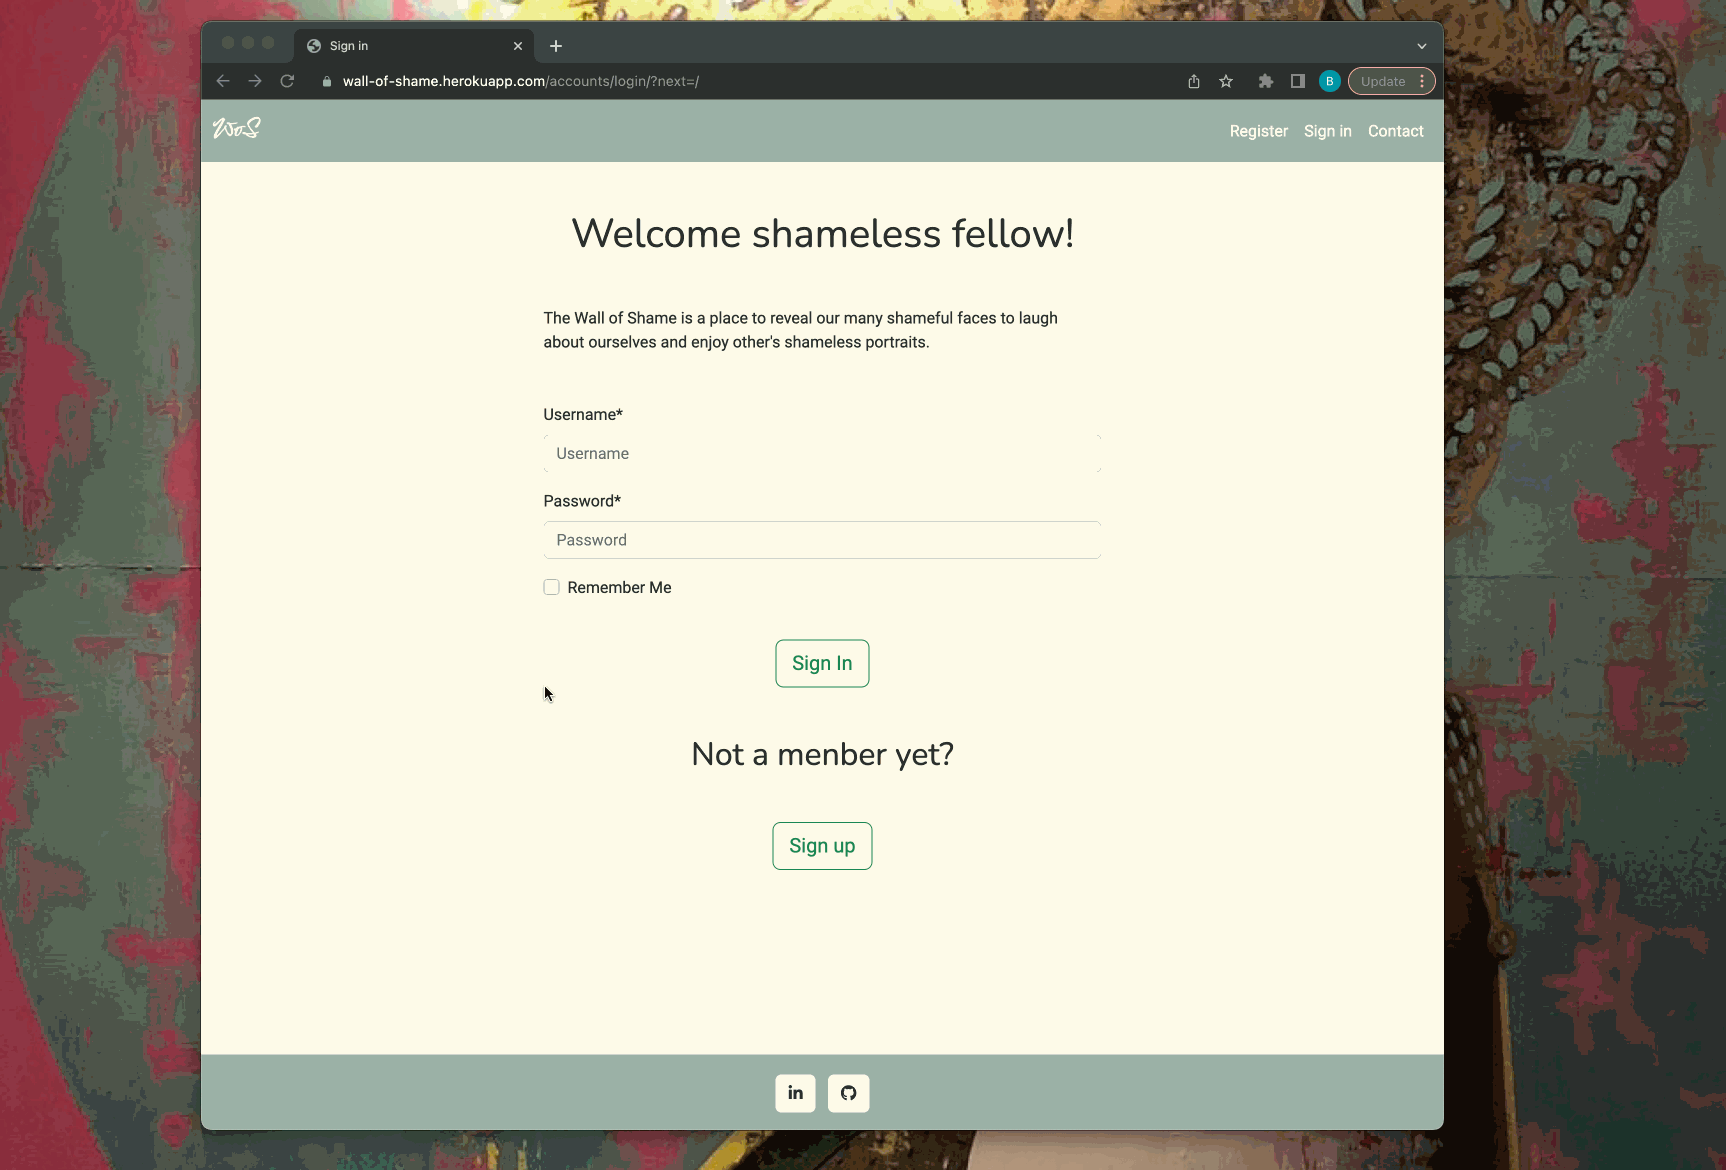 Sign in
wall-of-shame.herokuapp.com/accounts/login/?next=/
B
Update
WoS
Register Sign in Contact
Welcome shameless fellow!
The Wall of Shame is a place to reveal our many shameful faces to laugh
about ourselves and enjoy other's shameless portraits.
Username*
Username
Password*
Password
Remember Me
Sign In
Not a menber yet?
Sign up
in